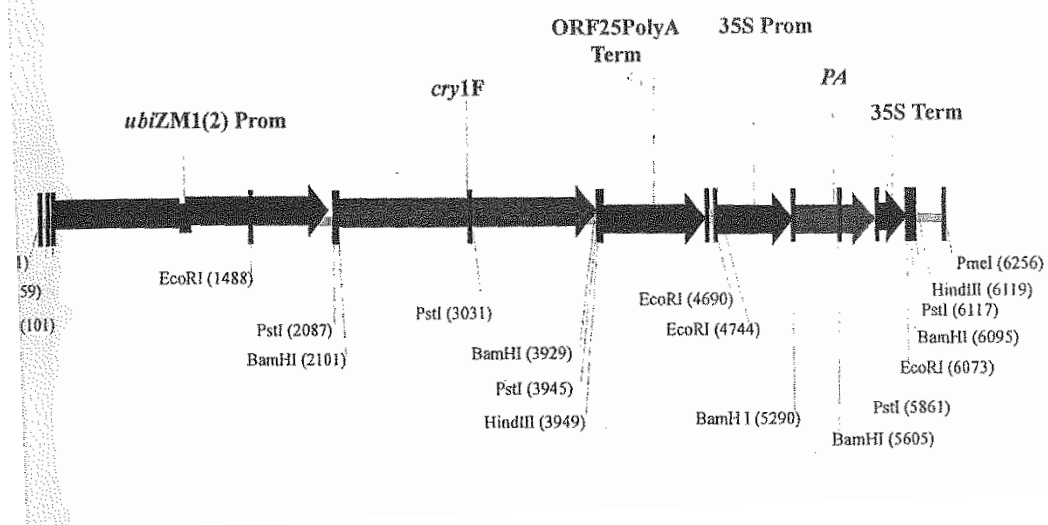 ORF25PolyA
Term
35S Prom
PA
cry1F
35S Term
ubiZM1(2) Prom
1)
59)
(101)
EcoRI (1488)
PstI (2087)
BamHI (2101)
PstI (3031)
BamHI (3929)
PstI (3945)
HindIII (3949)
EcoRI (4690)
EcoRI (4744)
BamH I (5290)
BamHI (5605)
PstI (5861)
EcoRI (6073)
BamHI (6095)
PstI (6117)
HindIII (6119)
PmeI (6256)